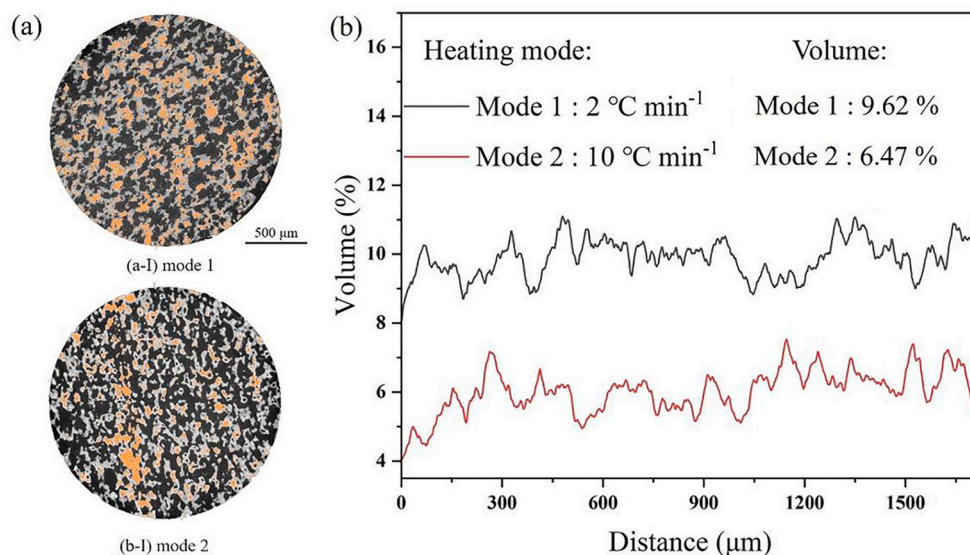 (a)
500 μm
(a-I) mode 1
(b-I) mode 2
(b)
Heating mode: Volume:
Mode 1 : 2 ℃ min-1 Mode 1 : 9.62 %
Mode 2 : 10 ℃ min-1 Mode 2 : 6.47 %
Volume (%)
16
14
12
10
8
6
4
0 300 600 900 1200 1500
Distance (μm)